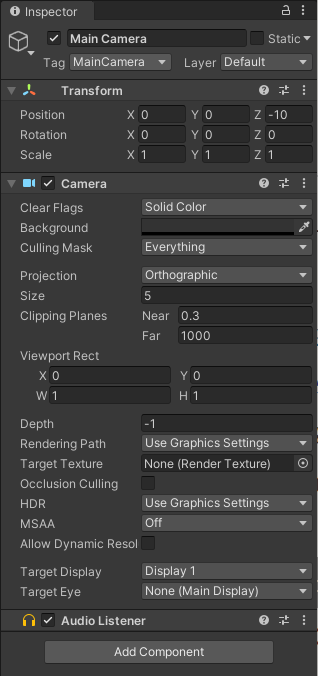 Inspector
Main Camera Static
Tag MainCamera Layer Default
Transform
Position X 0 Y 0 Z -10
Rotation X 0 Y 0 Z 0
Scale X 1 Y 1 Z 1
Camera
Clear Flags Solid Color
Background
Culling Mask Everything
Projection Orthographic
Size 5
Clipping Planes Near 0.3
Far 1000
Viewport Rect
X 0 Y 0
W 1 H 1
Depth -1
Rendering Path Use Graphics Settings
Target Texture None (Render Texture)
Occlusion Culling
HDR Use Graphics Settings
MSAA Off
Allow Dynamic Resol
Target Display Display 1
Target Eye None (Main Display)
Audio Listener
Add Component